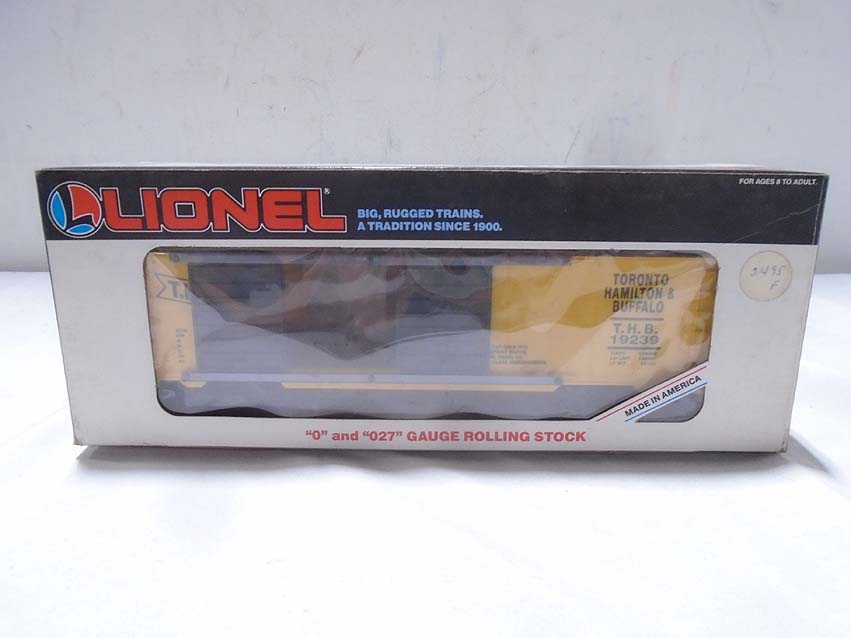 FOR AGES 8 TO ADULT.
LIONEL®
BIG, RUGGED TRAINS.
A TRADITION SINCE 1900.
2495
F
TORONTO
HAMILTON &
BUFFALO
T. H. B.
19239
MADE IN AMERICA
"O" and "027" GAUGE ROLLING STOCK